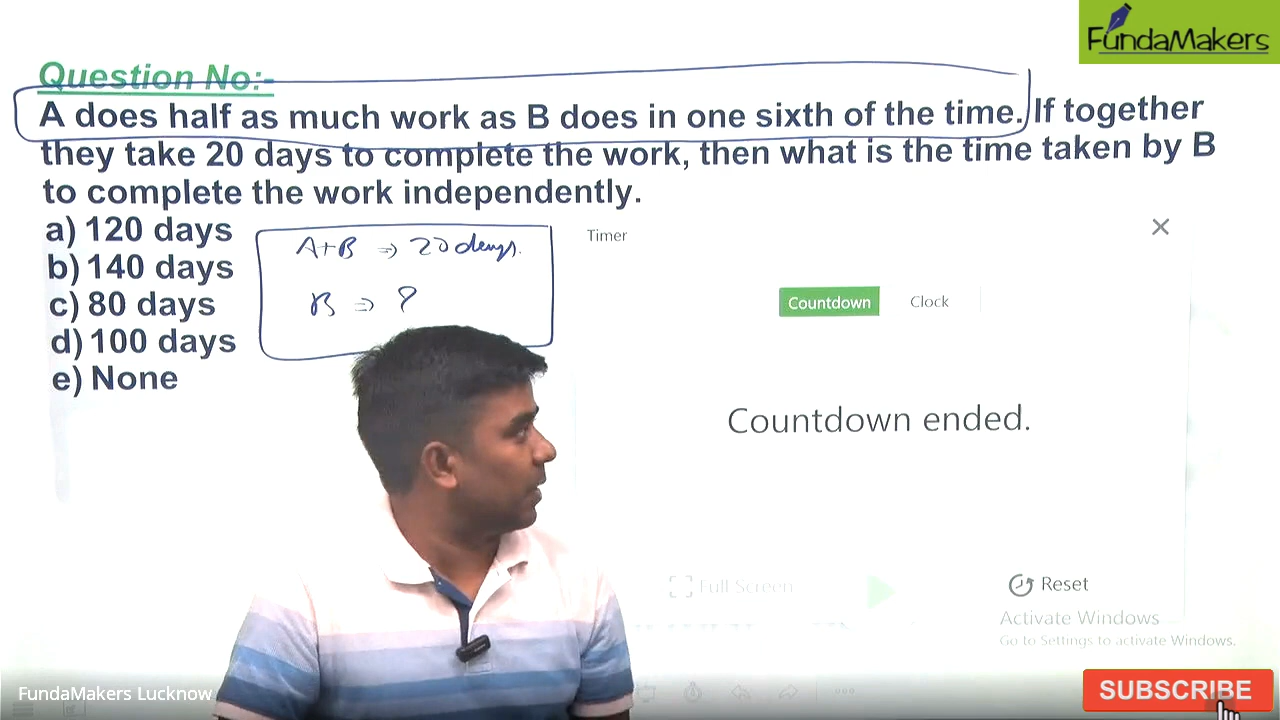 FundaMakers
Question No:-
A does half as much work as B does in one sixth of the time. If together
they take 20 days to complete the work, then what is the time taken by B
to complete the work independently.
a) 120 days
b) 140 days
c) 80 days
d) 100 days
e) None
A+B ⇒ 20 days.
B ⇒ ?
Timer
Countdown
Clock
Countdown ended.
Full Screen
Reset
Activate Windows
Go to Settings to activate Windows.
FundaMakers Lucknow
SUBSCRIBE